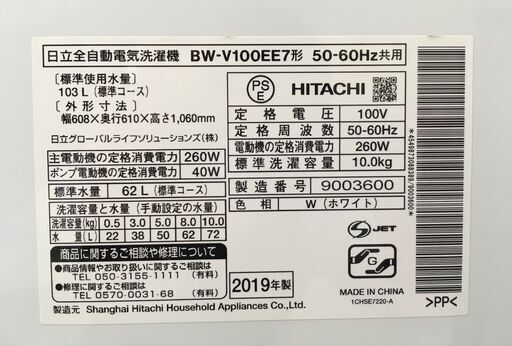 日立全自動電気洗濯機 BW-V100EE7形 50-60Hz共用
〔標準使用水量〕
103L（標準コース）
〔外形寸法〕
幅608×奥行610×高さ1,060mm
日立グローバルライフソリューションズ（株）
主電動機の定格消費電力 260W
ポンプ電動機の定格消費電力 40W
標準水量 62L（標準コース）
洗濯容量と水量（手動設定の水量）
洗濯容量(kg) 0.5 3.0 5.0 8.0 10.0
水量(L) 22 38 50 62 72
商品に関するご相談や修理について
●商品情報やお取り扱いに関するご相談は
TEL 050-3155-1111（有料）
●修理に関するご相談は
TEL 0570-0031-68（有料）
製造元 Shanghai Hitachi Household Appliances Co.,Ltd.
PS
E
HITACHI
定格電圧 100V
定格周波数 50-60Hz
電動機の定格消費電力 260W
標準洗濯容量 10.0kg
製造番号 9003600
色相 W（ホワイト）
JET
G
2019年製
MADE IN CHINA
1CHSE7220-A
*4549873088389/9003600*
>PP<